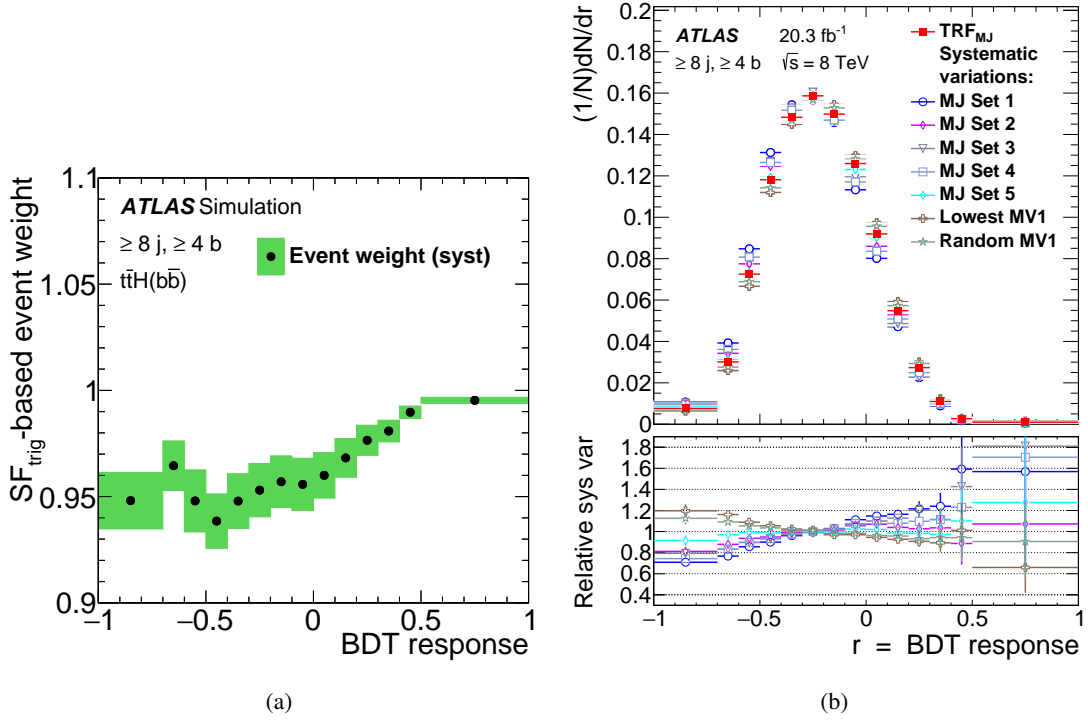 SF_trig-based event weight
1.1
1.05
1
0.95
0.9
ATLAS Simulation
≥ 8 j, ≥ 4 b
tt̄H(bb̄)
Event weight (syst)
−1
−0.5
0
0.5
1
BDT response
(a)
(1/N)dN/dr
0.2
0.18
0.16
0.14
0.12
0.1
0.08
0.06
0.04
0.02
0
ATLAS
20.3 fb⁻¹
≥ 8 j, ≥ 4 b
√s = 8 TeV
TRF_MJ
Systematic
variations:
MJ Set 1
MJ Set 2
MJ Set 3
MJ Set 4
MJ Set 5
Lowest MV1
Random MV1
Relative sys var
1.8
1.6
1.4
1.2
1
0.8
0.6
0.4
−1
−0.5
0
0.5
1
r = BDT response
(b)